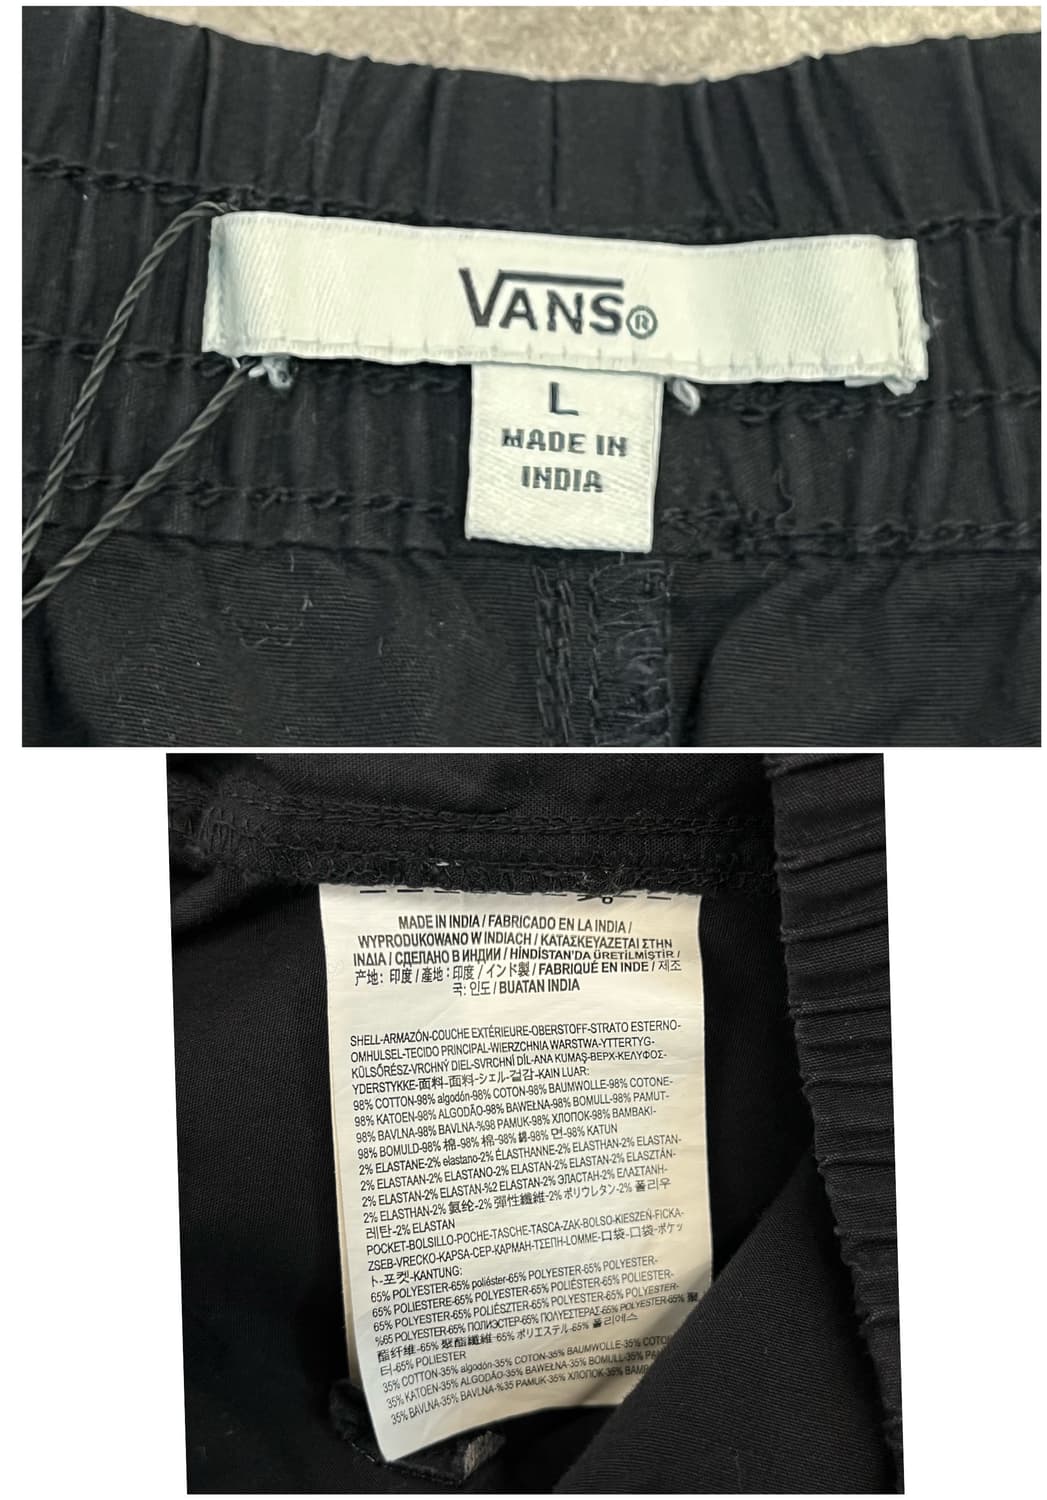 VANS®
L
MADE IN
INDIA
MADE IN INDIA / FABRICADO EN LA INDIA /
WYPRODUKOWANO W INDIACH / ΚΑΤΑΣΚΕΥΑΖΕΤΑΙ ΣΤΗΝ
ΙΝΔΙΑ / СДЕЛАНО В ИНДИИ / HİNDİSTAN'DA ÜRETİLMİŞTİR /
产地: 印度 / 產地 : 印度 / インド製 / FABRIQUÉ EN INDE / 제조
국: 인도 / BUATAN INDIA
SHELL-ARMAZÓN-COUCHE EXTÉRIEURE-OBERSTOFF-STRATO ESTERNO-
OMHULSEL-TECIDO PRINCIPAL-WIERZCHNIA WARSTWA-YTTERTYG-
KÜLSŐRÉSZ-VRCHNÝ DIEL-SVRCHNÍ DÍL-ANA KUMAŞ-ВЕРХ-ΚΕΛΥΦΟΣ-
YDERSTYKKE-面料-面料-シェル-겉감-KAIN LUAR:
98% COTTON-98% algodón-98% COTON-98% BAUMWOLLE-98% COTONE-
98% KATOEN-98% ALGODÃO-98% BAWEŁNA-98% BOMULL-98% PAMUT-
98% BAVLNA-98% BAVLNA-%98 PAMUK-98% ХЛОПОК-98% ΒΑΜΒΑΚΙ-
98% BOMULD-98% 棉-98% 棉-98% 綿-98% 면-98% KATUN
2% ELASTANE-2% elastano-2% ÉLASTHANNE-2% ELASTHAN-2% ELASTAN-
2% ELASTAAN-2% ELASTANO-2% ELASTAN-2% ELASTAN-2% ELASZTÁN-
2% ELASTAN-2% ELASTAN-%2 ELASTAN-2% ЭЛАСТАН-2% ΕΛΑΣΤΑΝΗ-
2% ELASTHAN-2% 氨纶-2% 彈性纖維-2% ポリウレタン-2% 폴리우
레탄-2% ELASTAN
POCKET-BOLSILLO-POCHE-TASCHE-TASCA-ZAK-BOLSO-KIESZEŃ-FICKA-
ZSEB-VRECKO-KAPSA-CEP-КАРМАН-ΤΣΕΠΗ-LOMME-口袋-口袋-ポケッ
ト-포켓-KANTUNG:
65% POLYESTER-65% poliéster-65% POLYESTER-65% POLYESTER-
65% POLIESTERE-65% POLYESTER-65% POLIÉSTER-65% POLIESTER-
65% POLYESTER-65% POLIÉSZTER-65% POLYESTER-65% POLYESTER-
%65 POLYESTER-65% ПОЛИЭСТЕР-65% ΠΟΛΥΕΣΤΕΡΑΣ-65% POLYESTER-65% 聚
酯纤维-65% 聚酯纖維-65% ポリエステル-65% 폴리에스
터-65% POLIESTER
35% COTTON-35% algodón-35% COTON-35% BAUMWOLLE-35%
35% KATOEN-35% ALGODÃO-35% BAWEŁNA-35% BOMULL-35%
35% BAVLNA-35% BAVLNA-%35 PAMUK-35% ХЛОПОК-35%